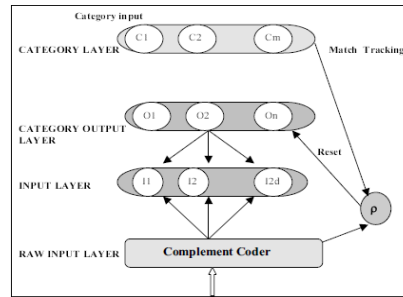 Category input
C1 C2 Cm
CATEGORY LAYER
Match Tracking
O1 O2 On
CATEGORY OUTPUT
LAYER
Reset
I1 I2 I2d
INPUT LAYER
ρ
Complement Coder
RAW INPUT LAYER